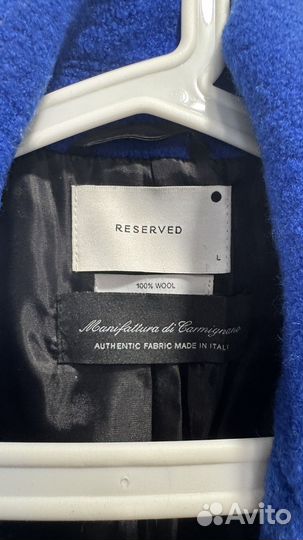 RESERVED
L
100% WOOL
Manifattura di Carmignano
AUTHENTIC FABRIC MADE IN ITALY
Avito